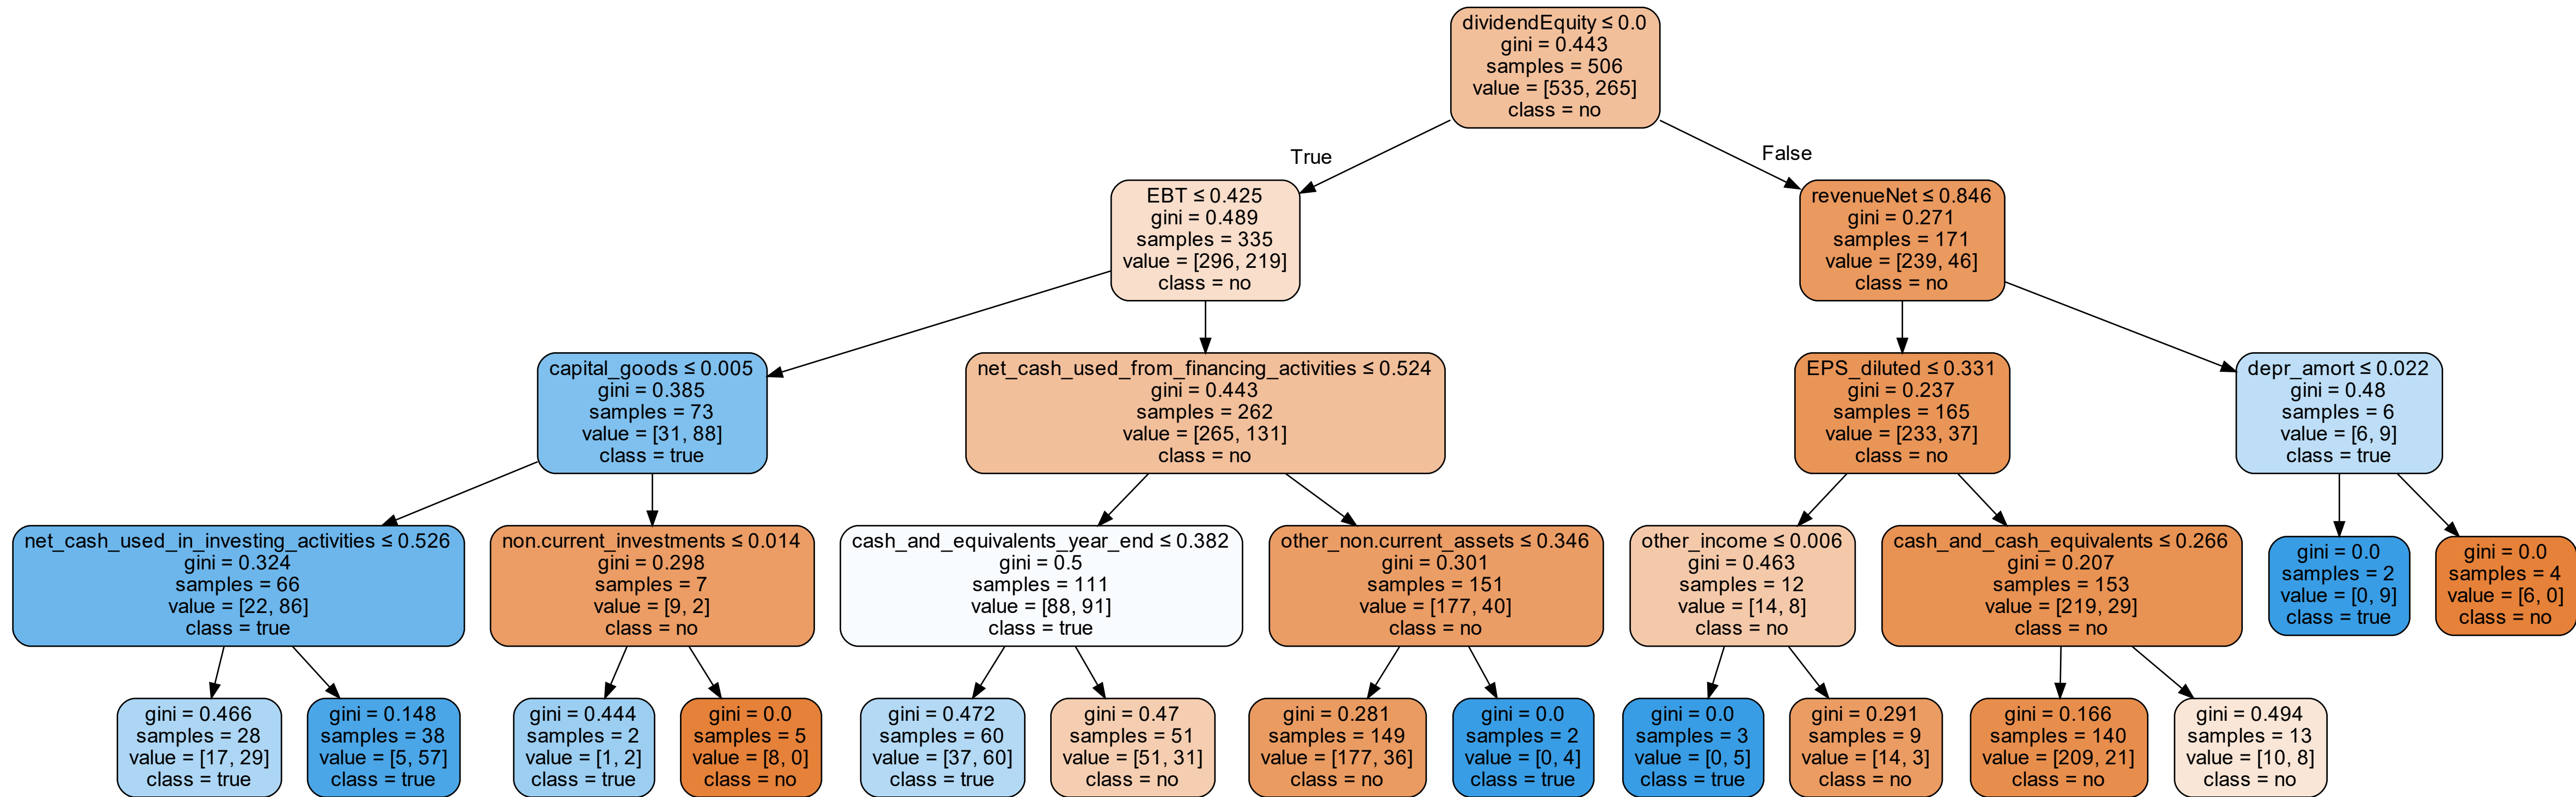 dividendEquity ≤ 0.0
gini = 0.443
samples = 506
value = [535, 265]
class = no
True
False
EBT ≤ 0.425
gini = 0.489
samples = 335
value = [296, 219]
class = no
revenueNet ≤ 0.846
gini = 0.271
samples = 171
value = [239, 46]
class = no
capital_goods ≤ 0.005
gini = 0.385
samples = 73
value = [31, 88]
class = true
net_cash_used_from_financing_activities ≤ 0.524
gini = 0.443
samples = 262
value = [265, 131]
class = no
EPS_diluted ≤ 0.331
gini = 0.237
samples = 165
value = [233, 37]
class = no
depr_amort ≤ 0.022
gini = 0.48
samples = 6
value = [6, 9]
class = true
net_cash_used_in_investing_activities ≤ 0.526
gini = 0.324
samples = 66
value = [22, 86]
class = true
non.current_investments ≤ 0.014
gini = 0.298
samples = 7
value = [9, 2]
class = no
cash_and_equivalents_year_end ≤ 0.382
gini = 0.5
samples = 111
value = [88, 91]
class = true
other_non.current_assets ≤ 0.346
gini = 0.301
samples = 151
value = [177, 40]
class = no
other_income ≤ 0.006
gini = 0.463
samples = 12
value = [14, 8]
class = no
cash_and_cash_equivalents ≤ 0.266
gini = 0.207
samples = 153
value = [219, 29]
class = no
gini = 0.0
samples = 2
value = [0, 9]
class = true
gini = 0.0
samples = 4
value = [6, 0]
class = no
gini = 0.466
samples = 28
value = [17, 29]
class = true
gini = 0.148
samples = 38
value = [5, 57]
class = true
gini = 0.444
samples = 2
value = [1, 2]
class = true
gini = 0.0
samples = 5
value = [8, 0]
class = no
gini = 0.472
samples = 60
value = [37, 60]
class = true
gini = 0.47
samples = 51
value = [51, 31]
class = no
gini = 0.281
samples = 149
value = [177, 36]
class = no
gini = 0.0
samples = 2
value = [0, 4]
class = true
gini = 0.0
samples = 3
value = [0, 5]
class = true
gini = 0.291
samples = 9
value = [14, 3]
class = no
gini = 0.166
samples = 140
value = [209, 21]
class = no
gini = 0.494
samples = 13
value = [10, 8]
class = no